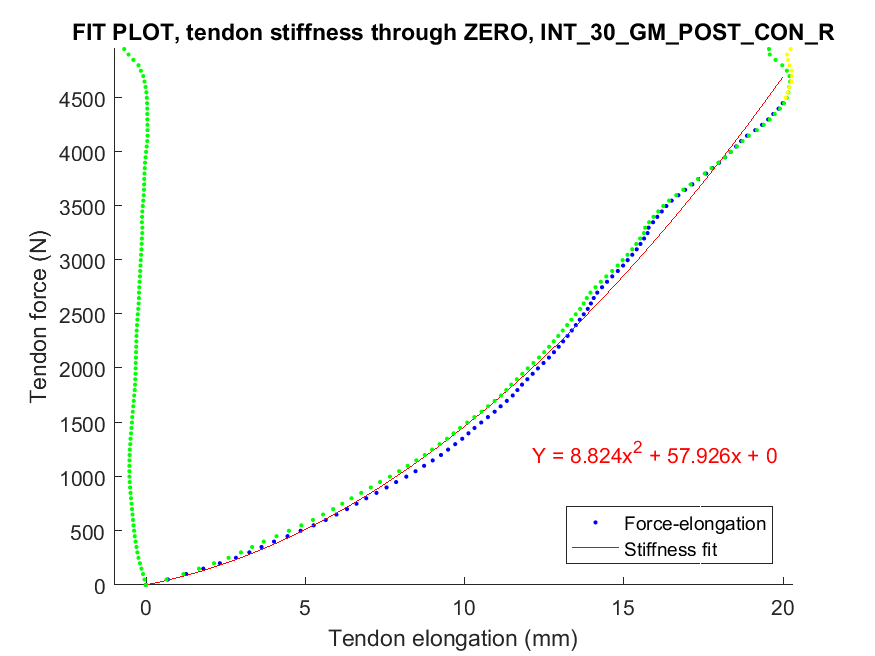 FIT PLOT, tendon stiffness through ZERO, INT_30_GM_POST_CON_R
4500
4000
3500
3000
2500
2000
1500
1000
500
0
Tendon force (N)
Y = 8.824x² + 57.926x + 0
Force-elongation
Stiffness fit
0 5 10 15 20
Tendon elongation (mm)